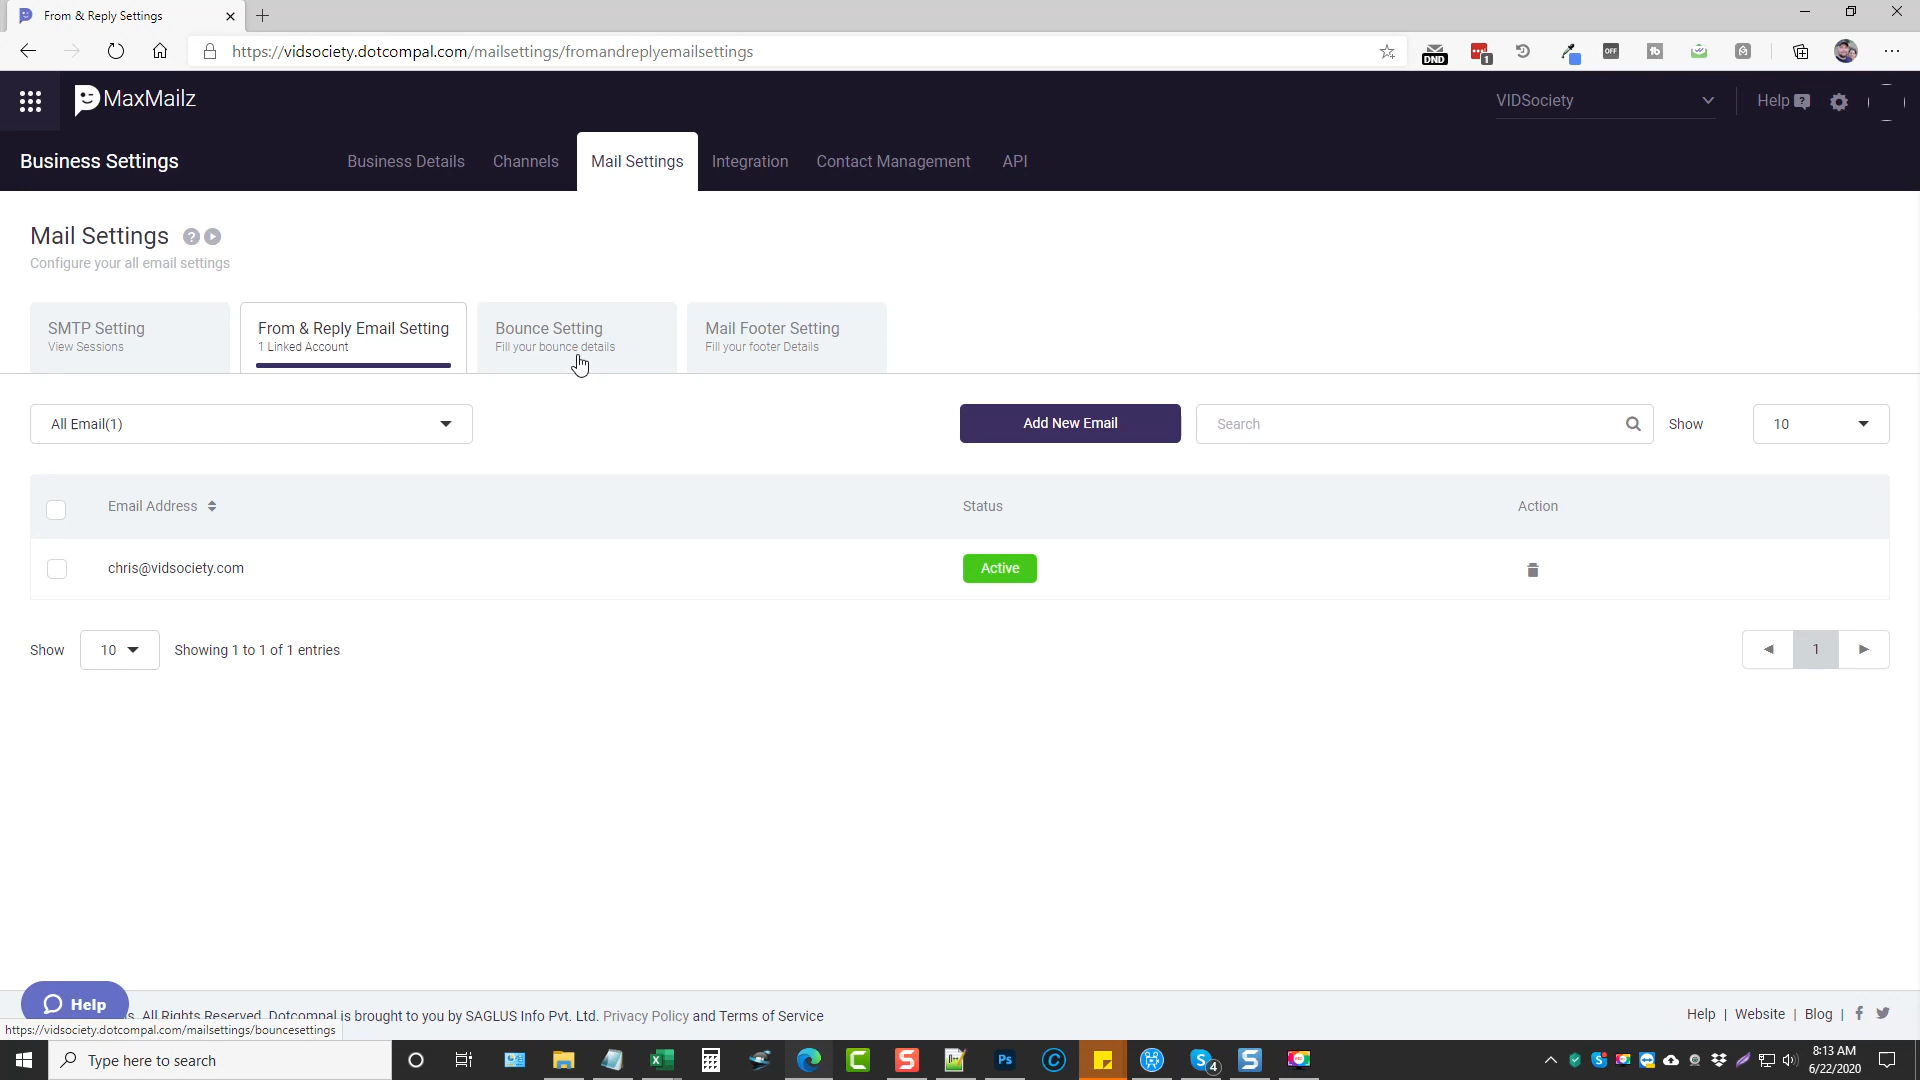 From & Reply Settings
https://vidsociety.dotcompal.com/mailsettings/fromandreplyemailsettings
DND
1
OFF
MaxMailz
VIDSociety
Help
Business Settings
Business Details
Channels
Mail Settings
Integration
Contact Management
API
Mail Settings
Configure your all email settings
SMTP Setting
View Sessions
From & Reply Email Setting
1 Linked Account
Bounce Setting
Fill your bounce details
Mail Footer Setting
Fill your footer Details
All Email(1)
Add New Email
Search
Show
10
Email Address
Status
Action
chris@vidsociety.com
Active
Show
10
Showing 1 to 1 of 1 entries
1
Help
All Rights Reserved. Dotcompal is brought to you by SAGLUS Info Pvt. Ltd. Privacy Policy and Terms of Service
Help | Website | Blog |
https://vidsociety.dotcompal.com/mailsettings/bouncesettings
Type here to search
Ps
4
8:13 AM
6/22/2020